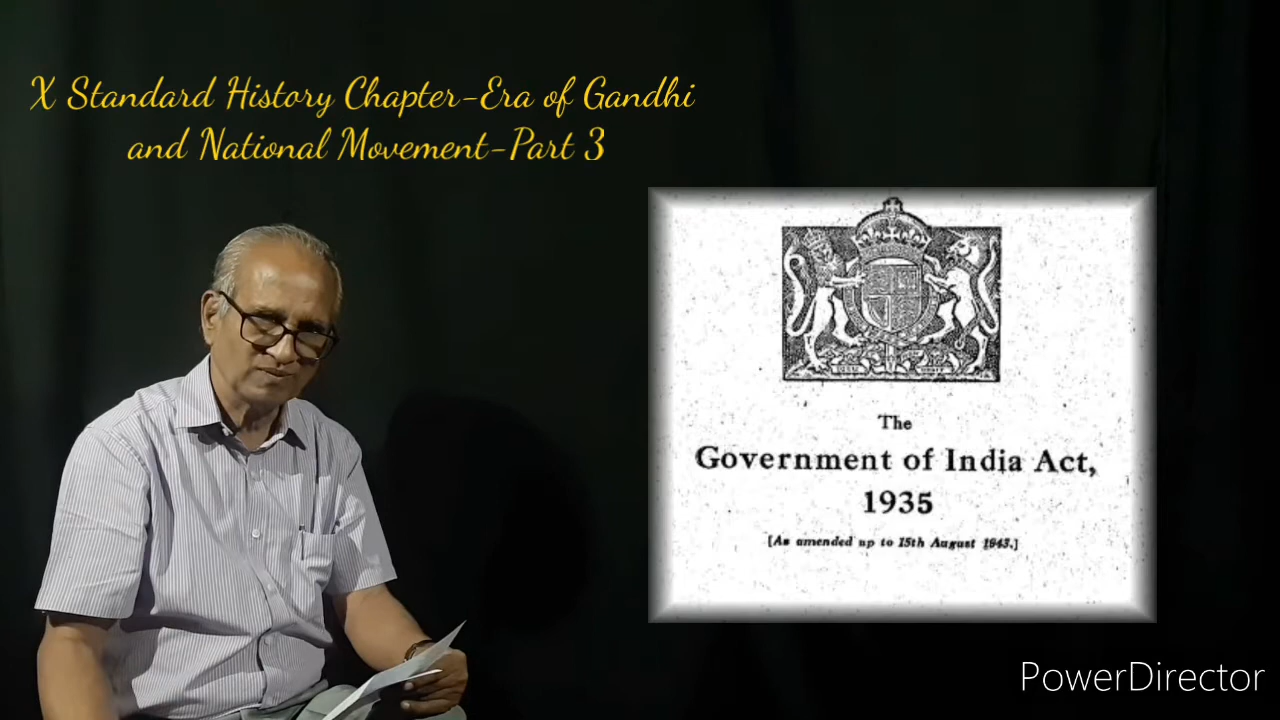 X Standard History Chapter-Era of Gandhi
and National Movement-Part 3
The
Government of India Act,
1935
[As amended up to 15th August 1943.]
PowerDirector